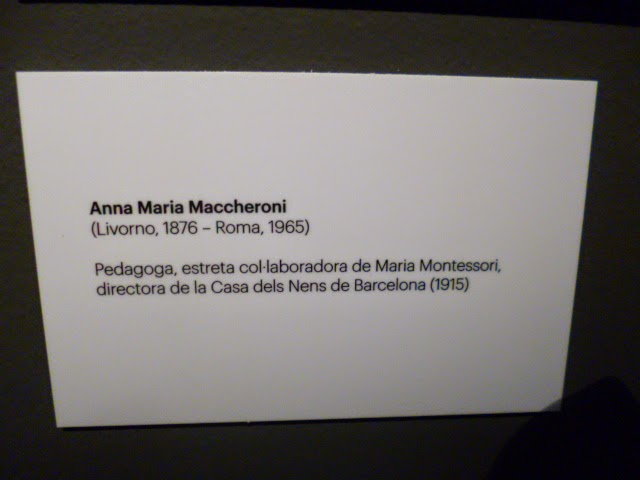 Anna Maria Maccheroni
(Livorno, 1876 – Roma, 1965)
Pedagoga, estreta col·laboradora de Maria Montessori,
directora de la Casa dels Nens de Barcelona (1915)